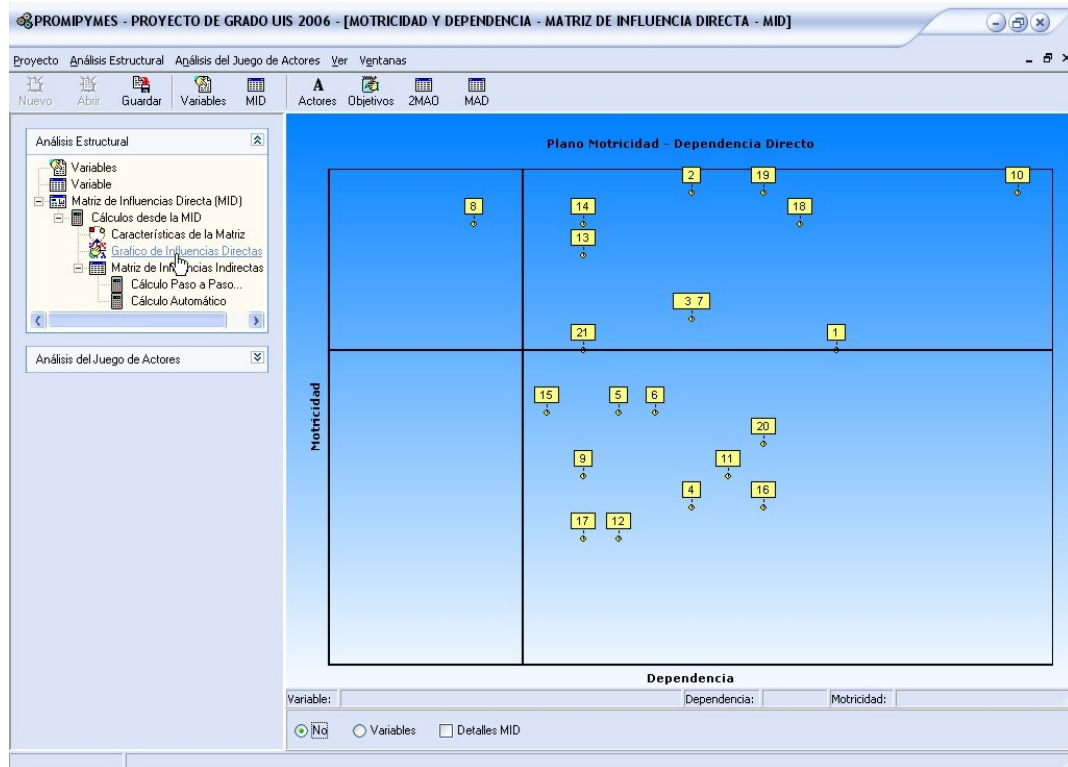 PROMIPYMES - PROYECTO DE GRADO UIS 2006 - [MOTRICIDAD Y DEPENDENCIA - MATRIZ DE INFLUENCIA DIRECTA - MID]
Proyecto Análisis Estructural Análisis del Juego de Actores Ver Ventanas
Nuevo Abrir Guardar Variables MID A Actores Objetivos 2MAO MAD
Análisis Estructural
Variables
Variable
Matriz de Influencias Directa (MID)
Cálculos desde la MID
Características de la Matriz
Grafico de Influencias Directas
Matriz de Influencias Indirectas
Cálculo Paso a Paso...
Cálculo Automático
Análisis del Juego de Actores
Plano Motricidad - Dependencia Directo
2 19 10
8 14 18
13
3 7
21 1
15 5 6
20
9 11
4 16
17 12
Motricidad
Dependencia
Variable: Dependencia: Motricidad:
No Variables Detalles MID